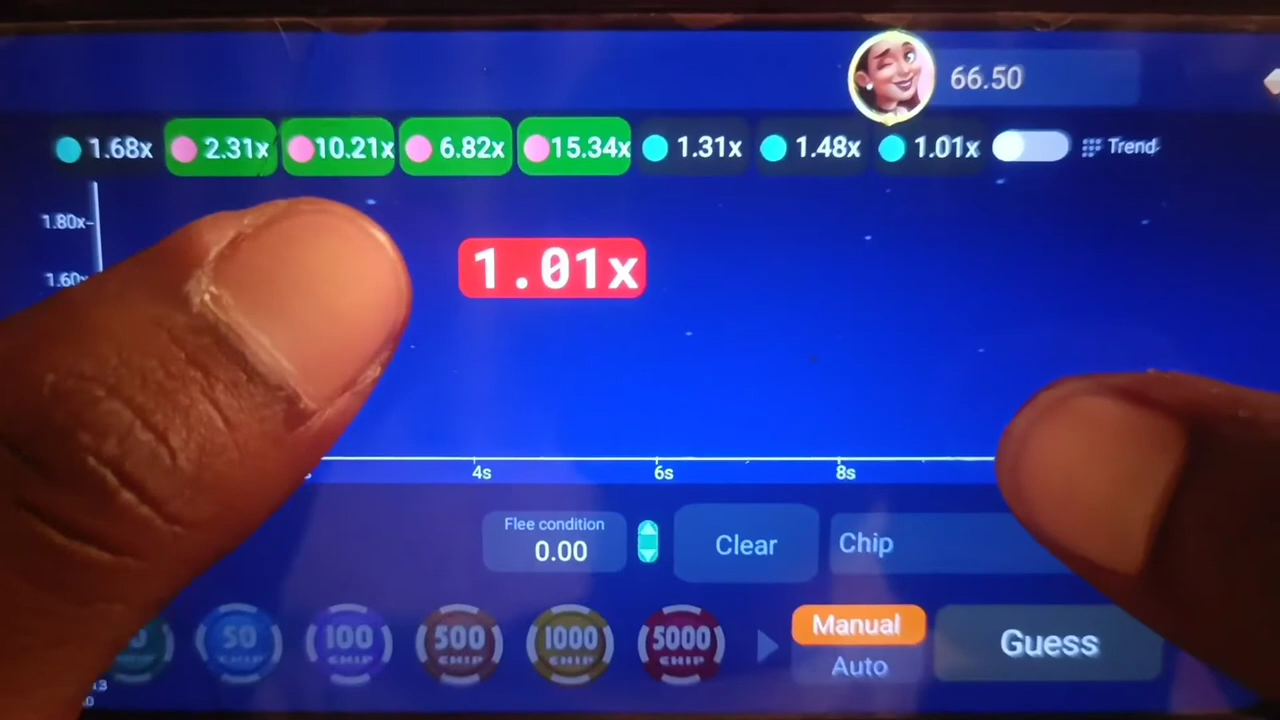 66.50
1.68x 2.31x 10.21x 6.82x 15.34x 1.31x 1.48x 1.01x Trend
1.80x
1.60x
1.01x
4s 6s 8s
Flee condition
0.00
Clear
Chip
50 CHIP
100 CHIP
500 CHIP
1000 CHIP
5000 CHIP
Manual
Auto
Guess